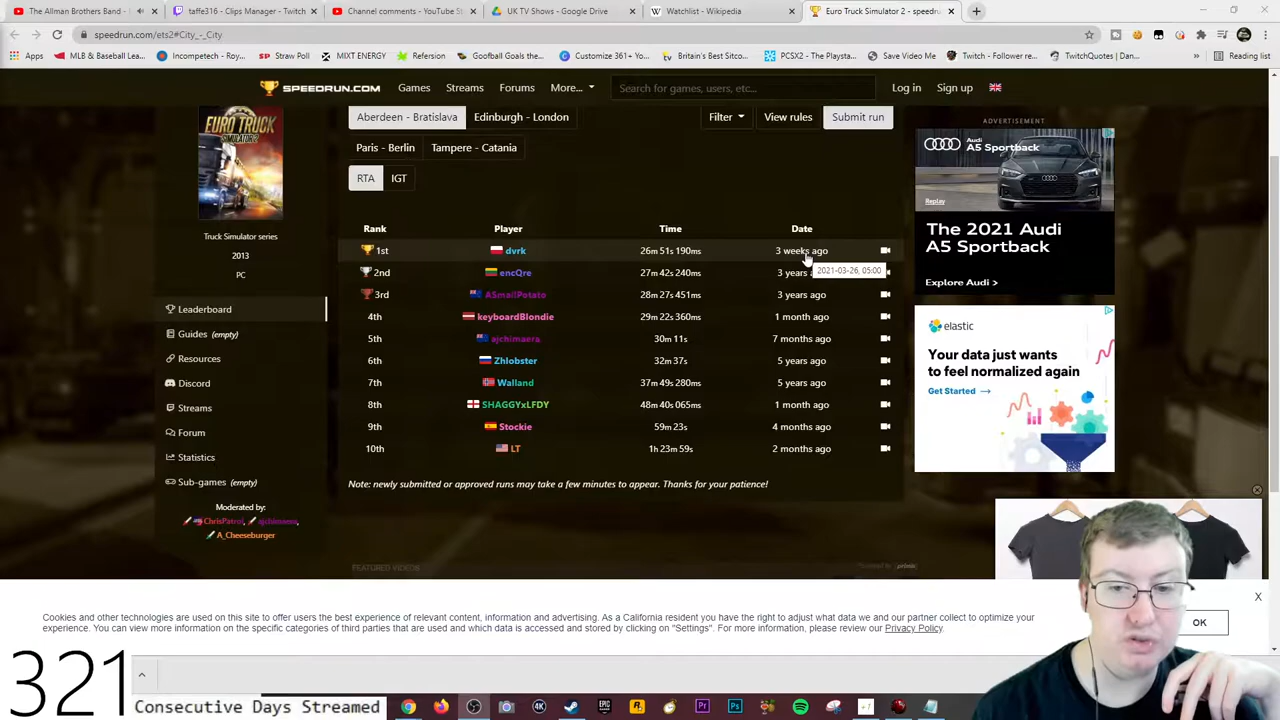 The Allman Brothers Band -
taffe316 - Clip Manager - Twitch
Channel comments - YouTube S
UK TV Shows - Google Drive
Watchlist - Wikipedia
Euro Truck Simulator 2 - speedru
speedrun.com/ets2#City_-_City
Apps
MLB & Baseball Lea...
Incompetech
Straw Poll
MIXT ENERGY
Refersion
Goofball Goals the...
Customize 361+ Yo...
Britain's Best Sitco...
PCSX2...
Save Video Me
TwitchQuotes | Dan...
»
Reading list
SPEEDRUN.COM
Games
Streams
Forums
More...
Search for games, users, etc...
Log in
Sign up
EURO TRUCK
SIMULATOR 2
Truck Simulator series
2013
PC
Leaderboard
Guides (empty)
Resources
Discord
Streams
Forum
Statistics
Sub-games (empty)
Moderated by:
ChrisPatrol, ajchimaera,
A_Cheeseburger
Aberdeen - Bratislava
Edinburgh - London
Filter
View rules
Submit run
Paris - Berlin
Tampere - Catania
RTA
IGT
Rank Player Time Date
1st dvrk 26m 51s 190ms 3 weeks ago
2021-03-26, 05:00
2nd encQre 27m 42s 240ms 3 years
3rd ASmallPotato 28m 27s 451ms 3 years ago
4th keyboardBlondie 29m 22s 360ms 1 month ago
5th ajchimaera 30m 11s 7 months ago
6th Zhlobster 32m 37s 5 years ago
7th Walland 37m 49s 280ms 5 years ago
8th SHAGGYxLFDY 48m 40s 065ms 1 month ago
9th Stockie 59m 23s 4 months ago
10th LT 1h 23m 59s 2 months ago
Note: newly submitted or approved runs may take a few minutes to appear. Thanks for your patience!
FEATURED VIDEOS
ADVERTISEMENT
Audi
A5 Sportback
Replay
The 2021 Audi
A5 Sportback
Explore Audi >
elastic
Your data just wants
to feel normalized again
Get Started →
Cookies and other technologies are used on this site to offer users the best experience of relevant content, information and advertising. As a California resident you have the right to adjust what data we and our partner collect to optimize your
experience. You can view more information on the specific categories of third parties that are used and which data is accessed and stored by clicking on "Settings". For more information, please review our Privacy Policy.
X
OK
321
Consecutive Days Streamed